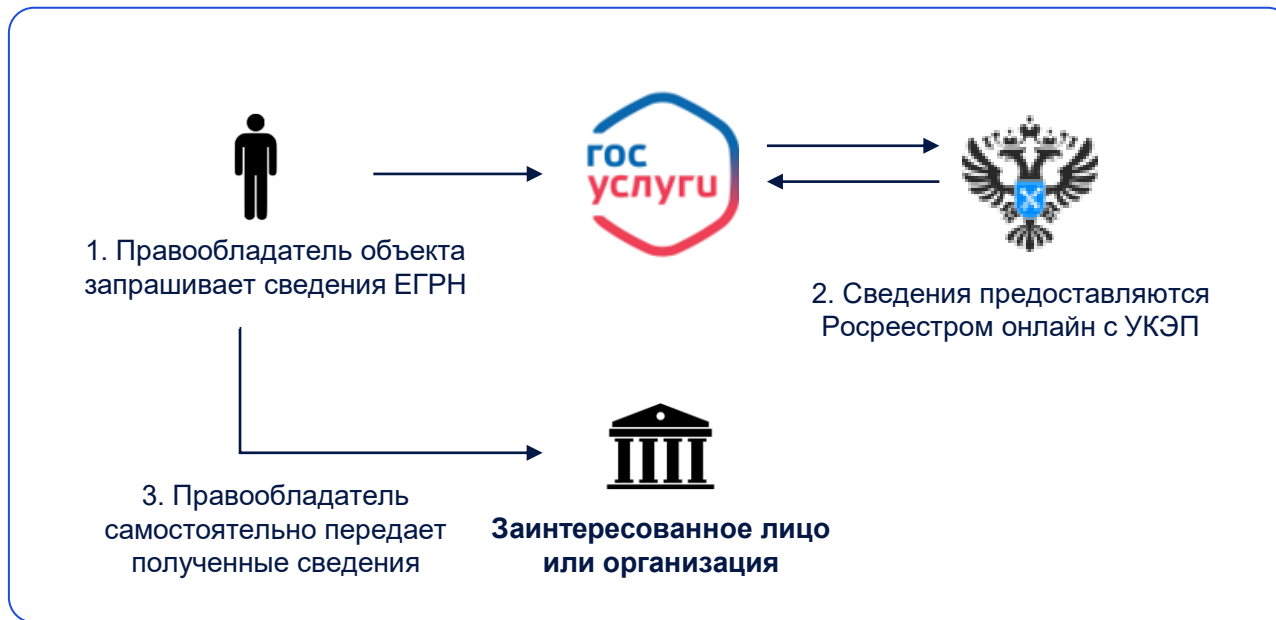 гос
услуги
1. Правообладатель объекта
запрашивает сведения ЕГРН
2. Сведения предоставляются
Росреестром онлайн с УКЭП
3. Правообладатель
самостоятельно передает
полученные сведения
Заинтересованное лицо
или организация